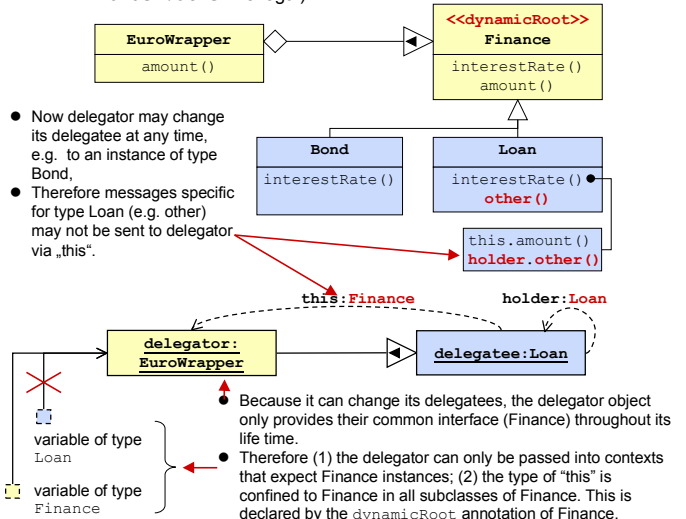 <<dynamicRoot>>
EuroWrapper
Finance
amount()
interestRate()
amount()
● Now delegator may change
its delegatee at any time,
e.g. to an instance of type
Bond,
● Therefore messages specific
for type Loan (e.g. other)
may not be sent to delegator
via „this“.
Bond
interestRate()
Loan
interestRate()
other()
this.amount()
holder.other()
this:Finance
holder:Loan
delegator:
EuroWrapper
delegatee:Loan
variable of type
Loan
variable of type
Finance
● Because it can change its delegatees, the delegator object
only provides their common interface (Finance) throughout its
life time.
● Therefore (1) the delegator can only be passed into contexts
that expect Finance instances; (2) the type of "this" is
confined to Finance in all subclasses of Finance. This is
declared by the dynamicRoot annotation of Finance.